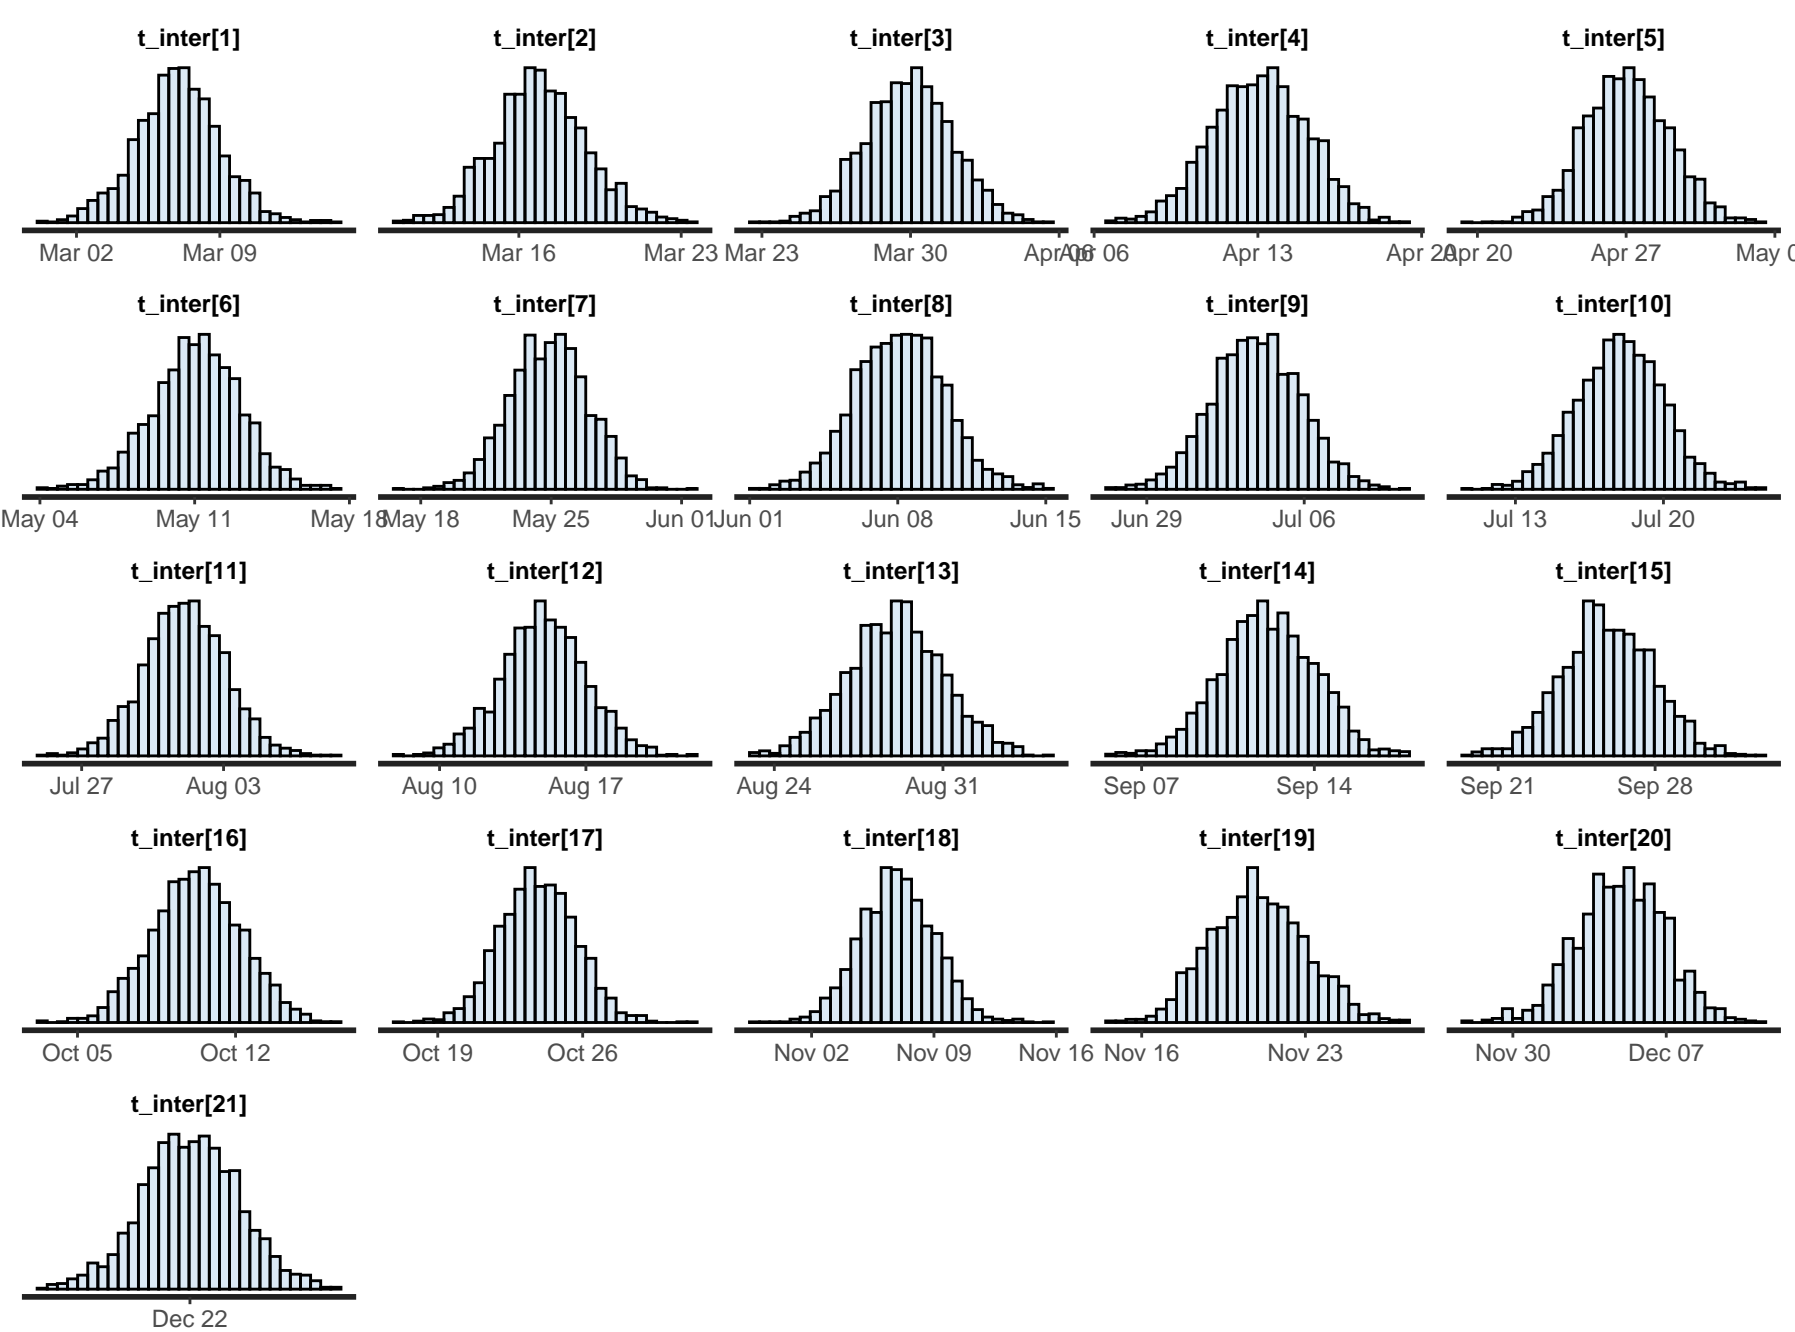 t_inter[1] t_inter[2] t_inter[3] t_inter[4] t_inter[5]
Mar 02 Mar 09 Mar 16 Mar 23 Mar 23 Mar 30 Apr 06 Apr 06 Apr 13 Apr 20 Apr 20 Apr 27 May 0
t_inter[6] t_inter[7] t_inter[8] t_inter[9] t_inter[10]
May 04 May 11 May 18 May 18 May 25 Jun 01 Jun 01 Jun 08 Jun 15 Jun 29 Jul 06 Jul 13 Jul 20
t_inter[11] t_inter[12] t_inter[13] t_inter[14] t_inter[15]
Jul 27 Aug 03 Aug 10 Aug 17 Aug 24 Aug 31 Sep 07 Sep 14 Sep 21 Sep 28
t_inter[16] t_inter[17] t_inter[18] t_inter[19] t_inter[20]
Oct 05 Oct 12 Oct 19 Oct 26 Nov 02 Nov 09 Nov 16 Nov 16 Nov 23 Nov 30 Dec 07
t_inter[21]
Dec 22